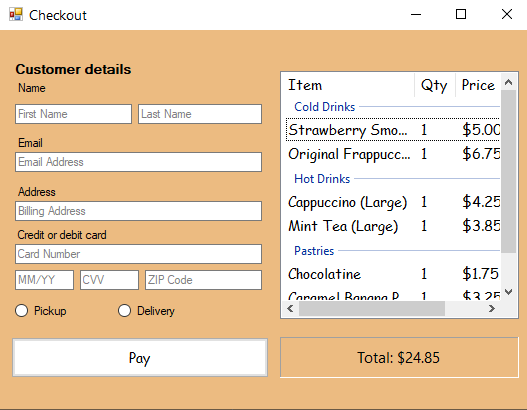 Checkout
Customer details
Name
First Name Last Name
Email
Email Address
Address
Billing Address
Credit or debit card
Card Number
MM/YY CVV ZIP Code
Pickup Delivery
Pay
Item Qty Price
Cold Drinks
Strawberry Smo... 1 $5.00
Original Frappucc... 1 $6.75
Hot Drinks
Cappuccino (Large) 1 $4.25
Mint Tea (Large) 1 $3.85
Pastries
Chocolatine 1 $1.75
Caramel Banana P... 1 $3.25
Total: $24.85